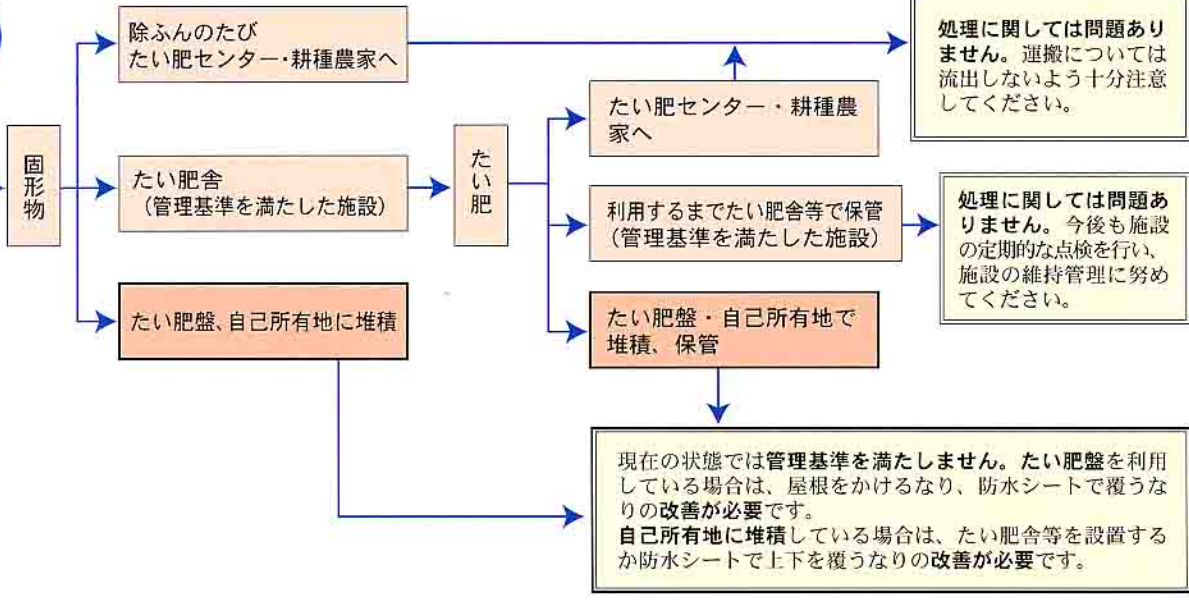 除ふんのたび
たい肥センター・耕種農家へ
処理に関しては問題あり
ません。運搬については
流出しないよう十分注意
してください。
固形物
たい肥舎
（管理基準を満たした施設）
たい肥
たい肥センター・耕種農
家へ
利用するまでたい肥舎等で保管
（管理基準を満たした施設）
処理に関しては問題あ
りません。今後も施設
の定期的な点検を行い、
施設の維持管理に努め
てください。
たい肥盤、自己所有地に堆積
たい肥盤・自己所有地で
堆積、保管
現在の状態では管理基準を満たしません。たい肥盤を利用
している場合は、屋根をかけるなり、防水シートで覆うな
りの改善が必要です。
自己所有地に堆積している場合は、たい肥舎等を設置する
か防水シートで上下を覆うなりの改善が必要です。